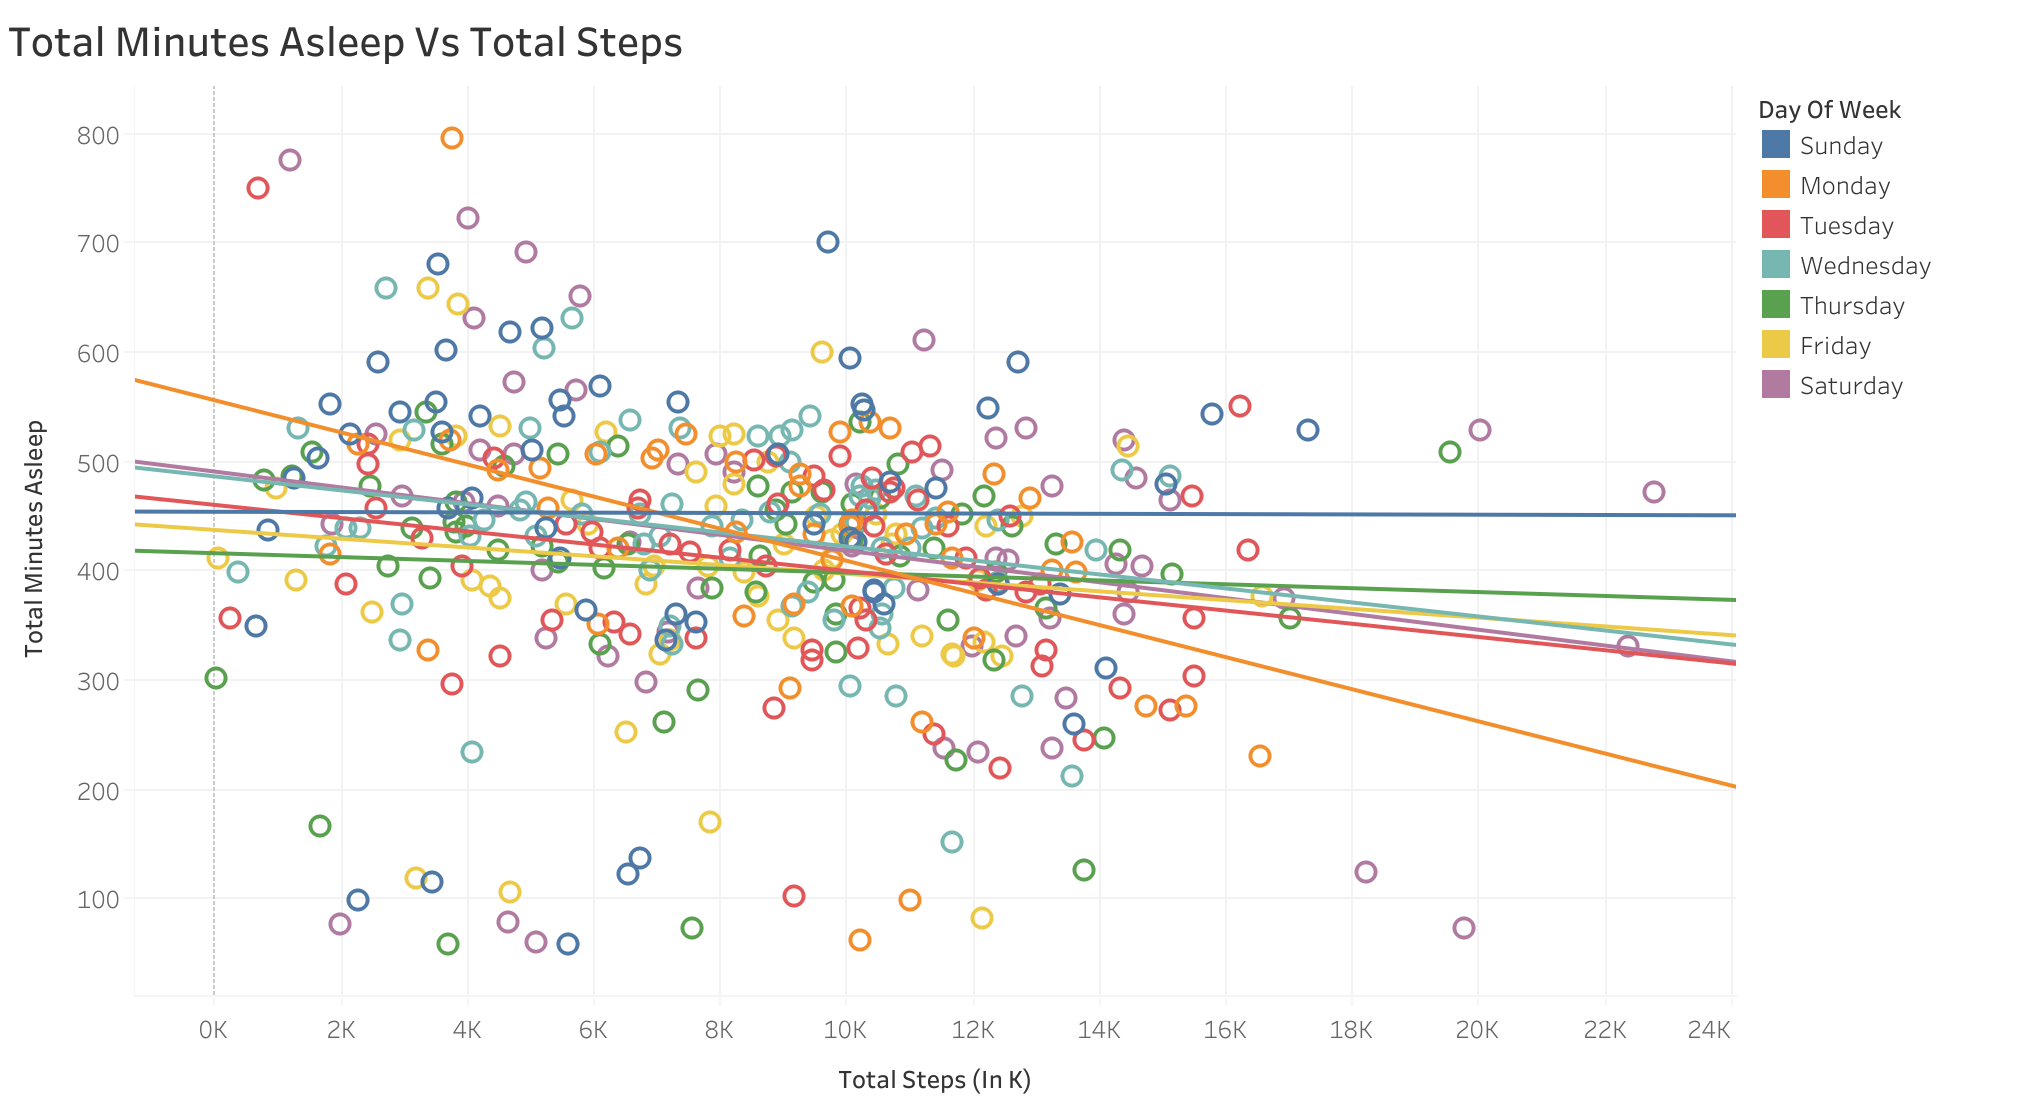 Total Minutes Asleep Vs Total Steps
Total Minutes Asleep
800
700
600
500
400
300
200
100
0K 2K 4K 6K 8K 10K 12K 14K 16K 18K 20K 22K 24K
Total Steps (In K)
Day Of Week
Sunday
Monday
Tuesday
Wednesday
Thursday
Friday
Saturday